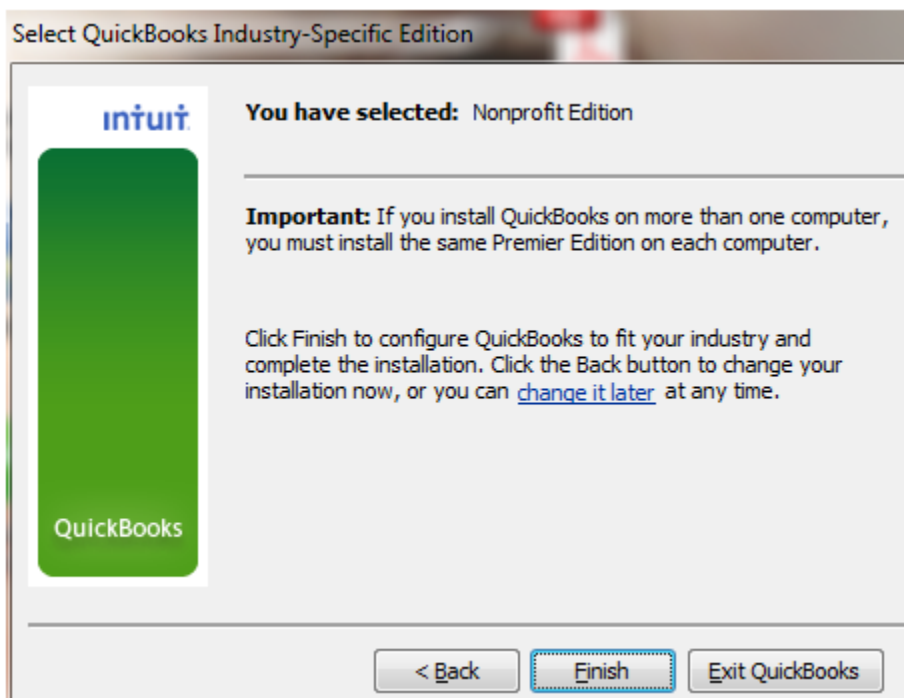 Select QuickBooks Industry-Specific Edition
intuit
You have selected: Nonprofit Edition
Important: If you install QuickBooks on more than one computer,
you must install the same Premier Edition on each computer.
Click Finish to configure QuickBooks to fit your industry and
complete the installation. Click the Back button to change your
installation now, or you can change it later at any time.
QuickBooks
< Back
Finish
Exit QuickBooks